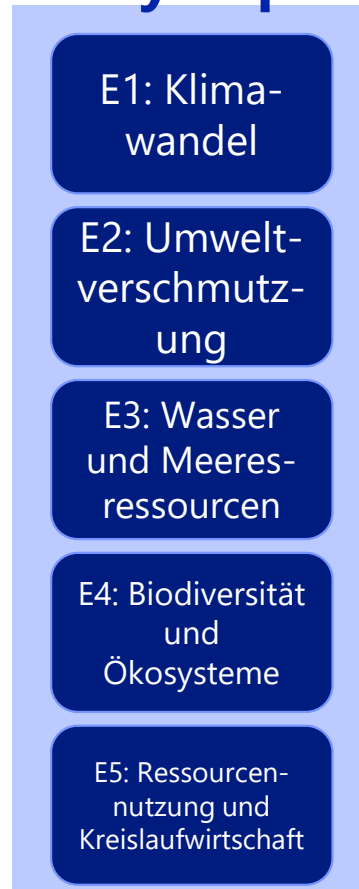 E1: Klima-
wandel
E2: Umwelt-
verschmutz-
ung
E3: Wasser
und Meeres-
ressourcen
E4: Biodiversität
und
Ökosysteme
E5: Ressourcen-
nutzung und
Kreislaufwirtschaft